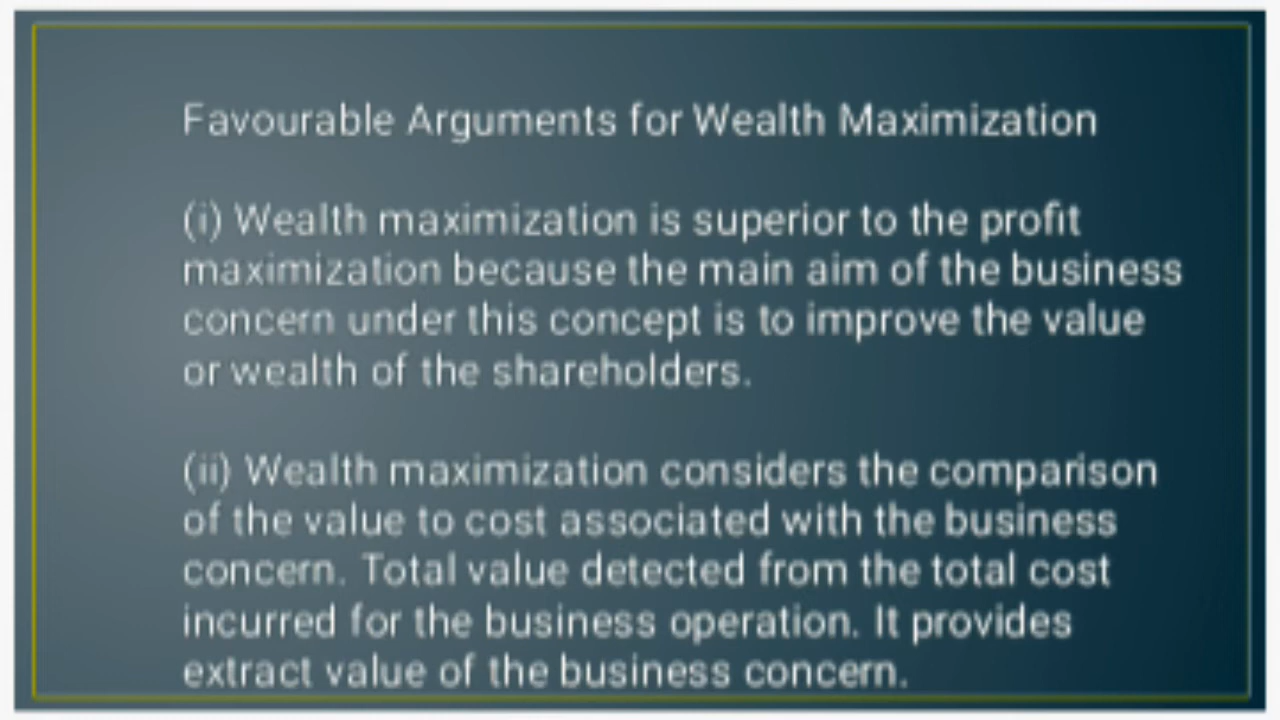 Favourable Arguments for Wealth Maximization
(i) Wealth maximization is superior to the profit
maximization because the main aim of the business
concern under this concept is to improve the value
or wealth of the shareholders.
(ii) Wealth maximization considers the comparison
of the value to cost associated with the business
concern. Total value detected from the total cost
incurred for the business operation. It provides
extract value of the business concern.